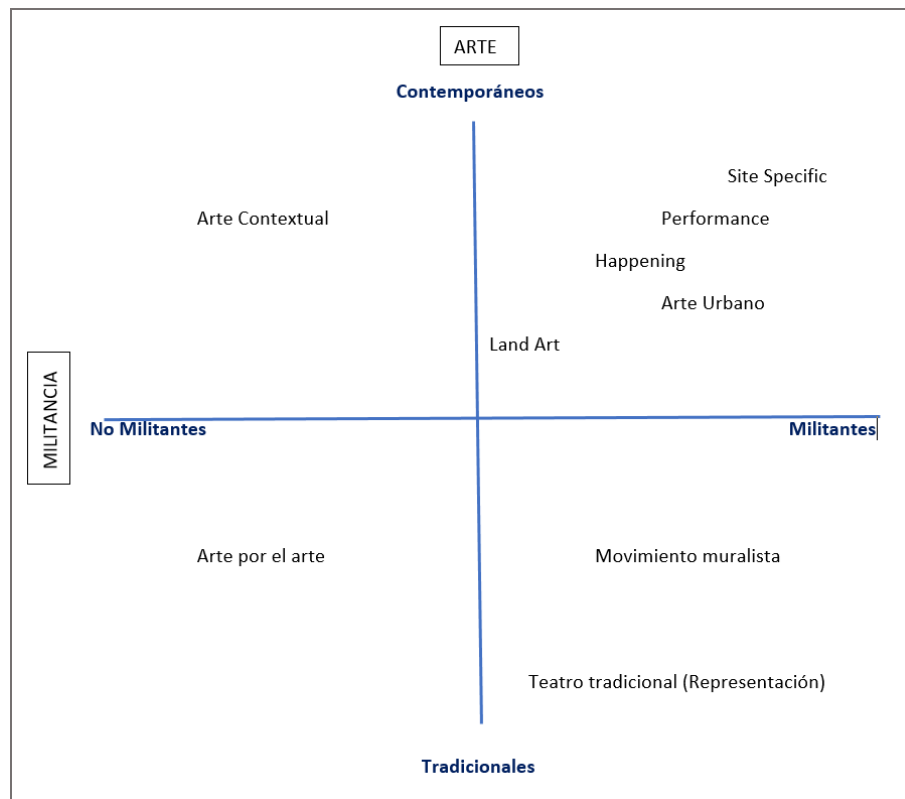 ARTE
Contemporáneos
Site Specific
Arte Contextual
Performance
Happening
Arte Urbano
Land Art
MILITANCIA
No Militantes
Militantes
Arte por el arte
Movimiento muralista
Teatro tradicional (Representación)
Tradicionales